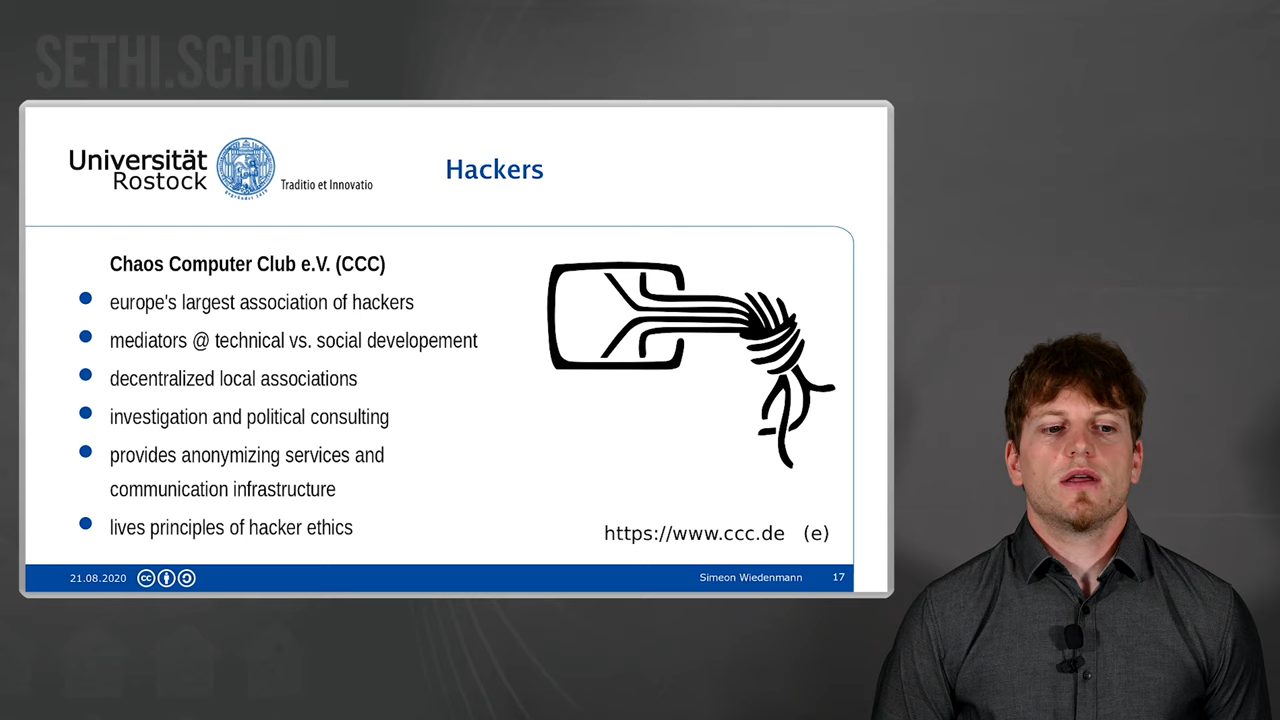 SETHI.SCHOOL
Universität
Rostock
Traditio et Innovatio
Hackers
Chaos Computer Club e.V. (CCC)
europe's largest association of hackers
mediators @ technical vs. social developement
decentralized local associations
investigation and political consulting
provides anonymizing services and
communication infrastructure
lives principles of hacker ethics
https://www.ccc.de (e)
21.08.2020
cc
Simeon Wiedenmann
17